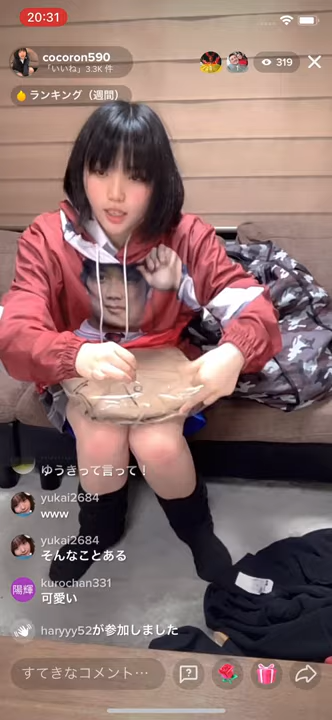 20:31
cocoron590
「いいね」3.3K 件
319
ランキング（週間）
ゆうきって言って！
yukai2684
www
yukai2684
そんなことある
陽輝
kurochan331
可愛い
haryyy52が参加しました
すてきなコメント…